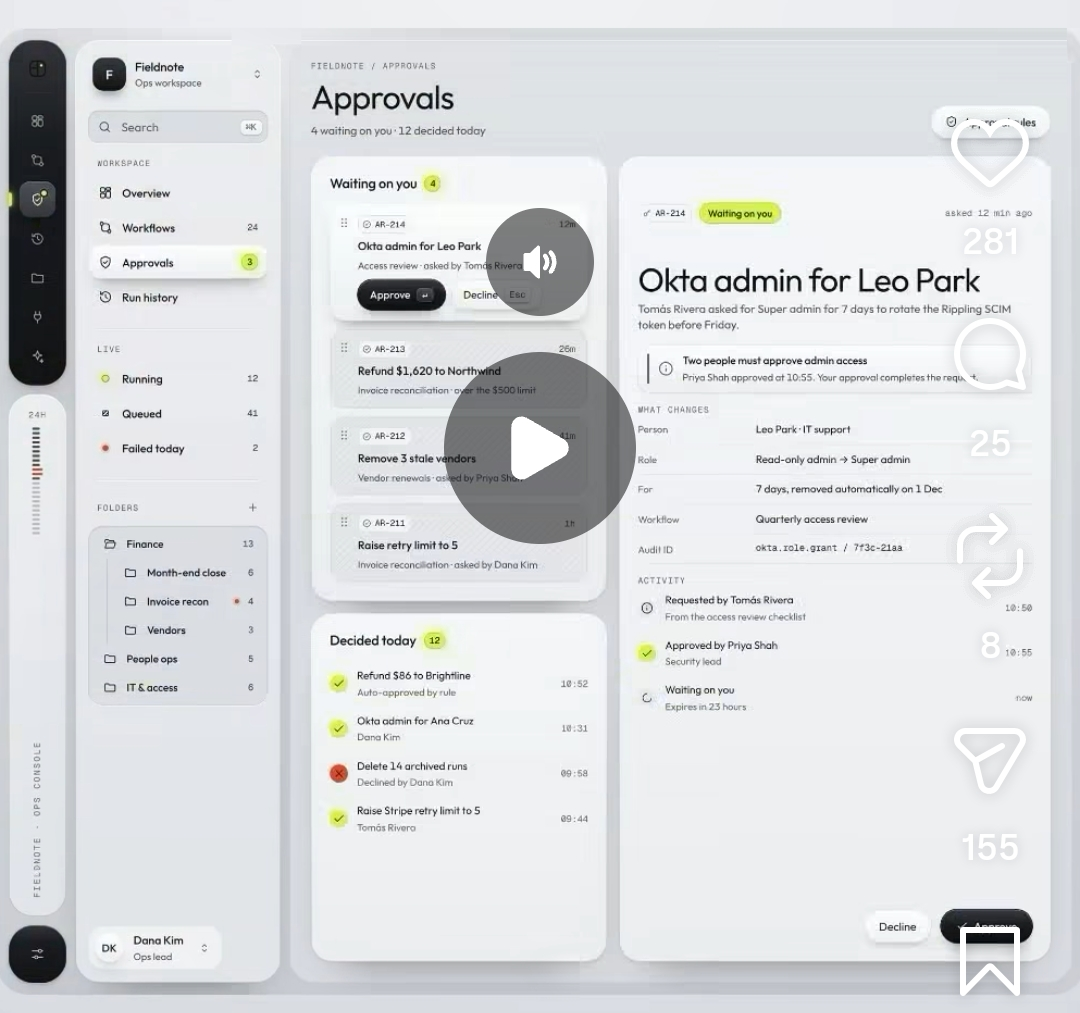 F
Fieldnote
Ops workspace
Search
⌘K
WORKSPACE
Overview
Workflows 24
Approvals 3
Run history
LIVE
Running 12
Queued 41
Failed today 2
FOLDERS +
Finance 13
Month-end close 6
Invoice recon 4
Vendors 3
People ops 5
IT & access 6
DK
Dana Kim
Ops lead
24H
FIELDNOTE · OPS CONSOLE
FIELDNOTE / APPROVALS
Approvals
4 waiting on you · 12 decided today
Waiting on you 4
AR-214 12m
Okta admin for Leo Park
Access review · asked by Tomás Rivera
Approve
Decline Esc
AR-213 26m
Refund $1,620 to Northwind
Invoice reconciliation · over the $500 limit
AR-212 41m
Remove 3 stale vendors
Vendor renewals · asked by Priya Shah
AR-211 1h
Raise retry limit to 5
Invoice reconciliation · asked by Dana Kim
Decided today 12
Refund $86 to Brightline
Auto-approved by rule
10:52
Okta admin for Ana Cruz
Dana Kim
10:31
Delete 14 archived runs
Declined by Dana Kim
09:58
Raise Stripe retry limit to 5
Tomás Rivera
09:44
AR-214 Waiting on you
asked 12 min ago
Okta admin for Leo Park
Tomás Rivera asked for Super admin for 7 days to rotate the Rippling SCIM
token before Friday.
Two people must approve admin access
Priya Shah approved at 10:55. Your approval completes the request.
WHAT CHANGES
Person Leo Park · IT support
Role Read-only admin → Super admin
For 7 days, removed automatically on 1 Dec
Workflow Quarterly access review
Audit ID okta.role.grant / 7f3c-21aa
ACTIVITY
Requested by Tomás Rivera
From the access review checklist
10:50
Approved by Priya Shah
Security lead
10:55
Waiting on you
Expires in 23 hours
now
Decline
Approve
281
25
8
155